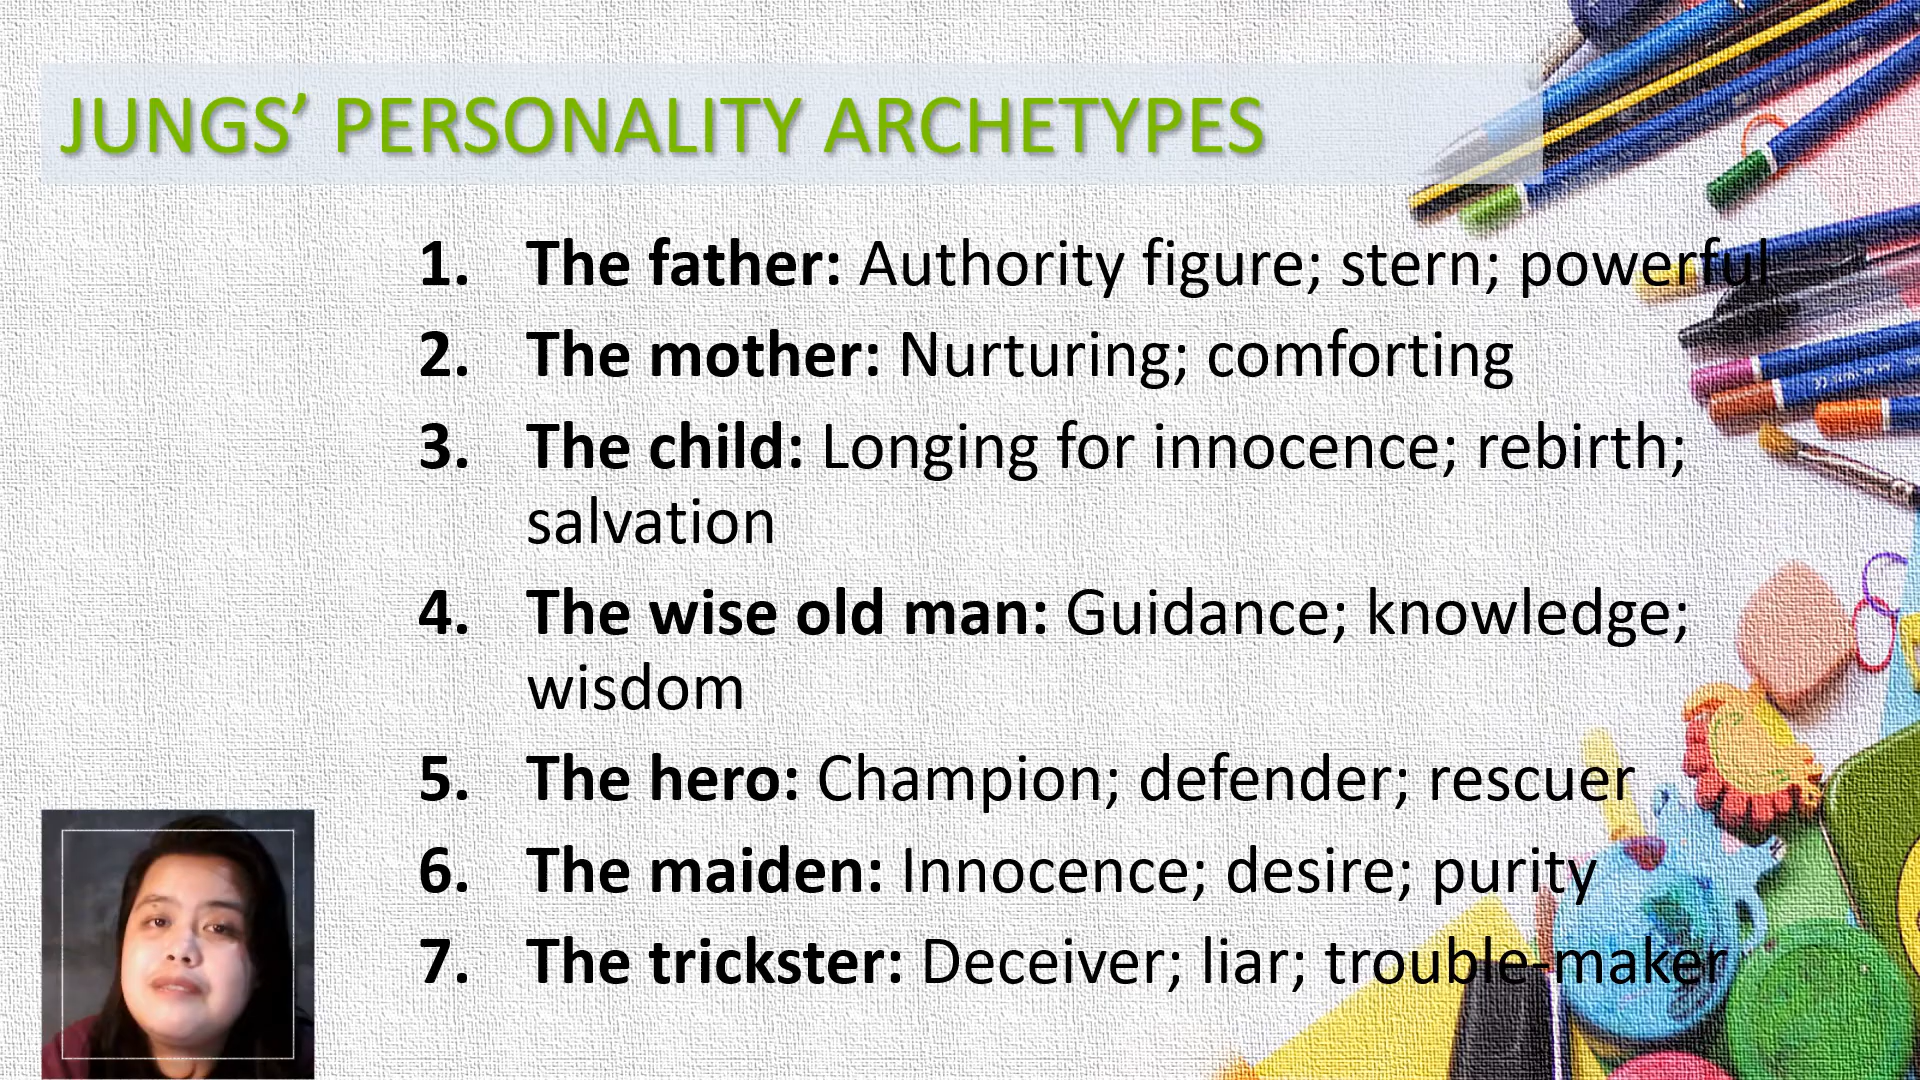 JUNGS’ PERSONALITY ARCHETYPES
1. The father: Authority figure; stern; powerful
2. The mother: Nurturing; comforting
3. The child: Longing for innocence; rebirth;
salvation
4. The wise old man: Guidance; knowledge;
wisdom
5. The hero: Champion; defender; rescuer
6. The maiden: Innocence; desire; purity
7. The trickster: Deceiver; liar; trouble-maker